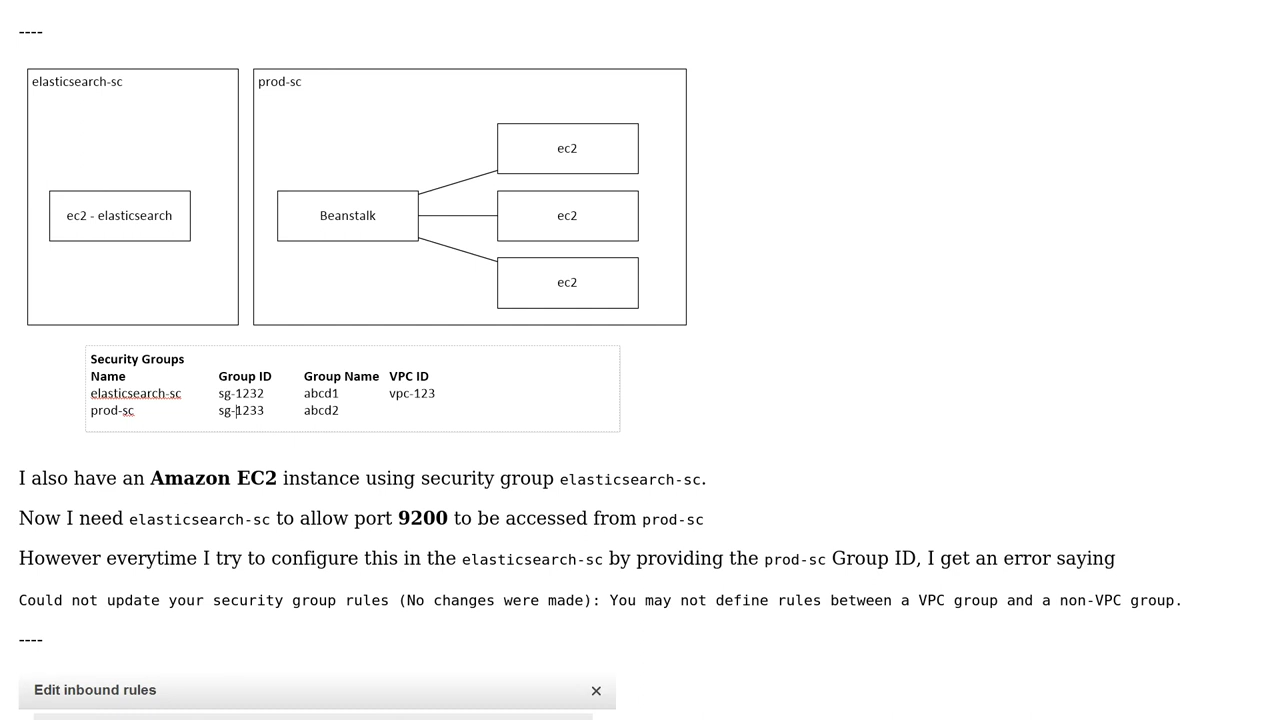 ----
elasticsearch-sc
prod-sc
ec2
ec2 - elasticsearch
Beanstalk
ec2
ec2
Security Groups
Name Group ID Group Name VPC ID
elasticsearch-sc sg-1232 abcd1 vpc-123
prod-sc sg-1233 abcd2
I also have an Amazon EC2 instance using security group elasticsearch-sc.
Now I need elasticsearch-sc to allow port 9200 to be accessed from prod-sc
However everytime I try to configure this in the elasticsearch-sc by providing the prod-sc Group ID, I get an error saying
Could not update your security group rules (No changes were made): You may not define rules between a VPC group and a non-VPC group.
----
Edit inbound rules ×